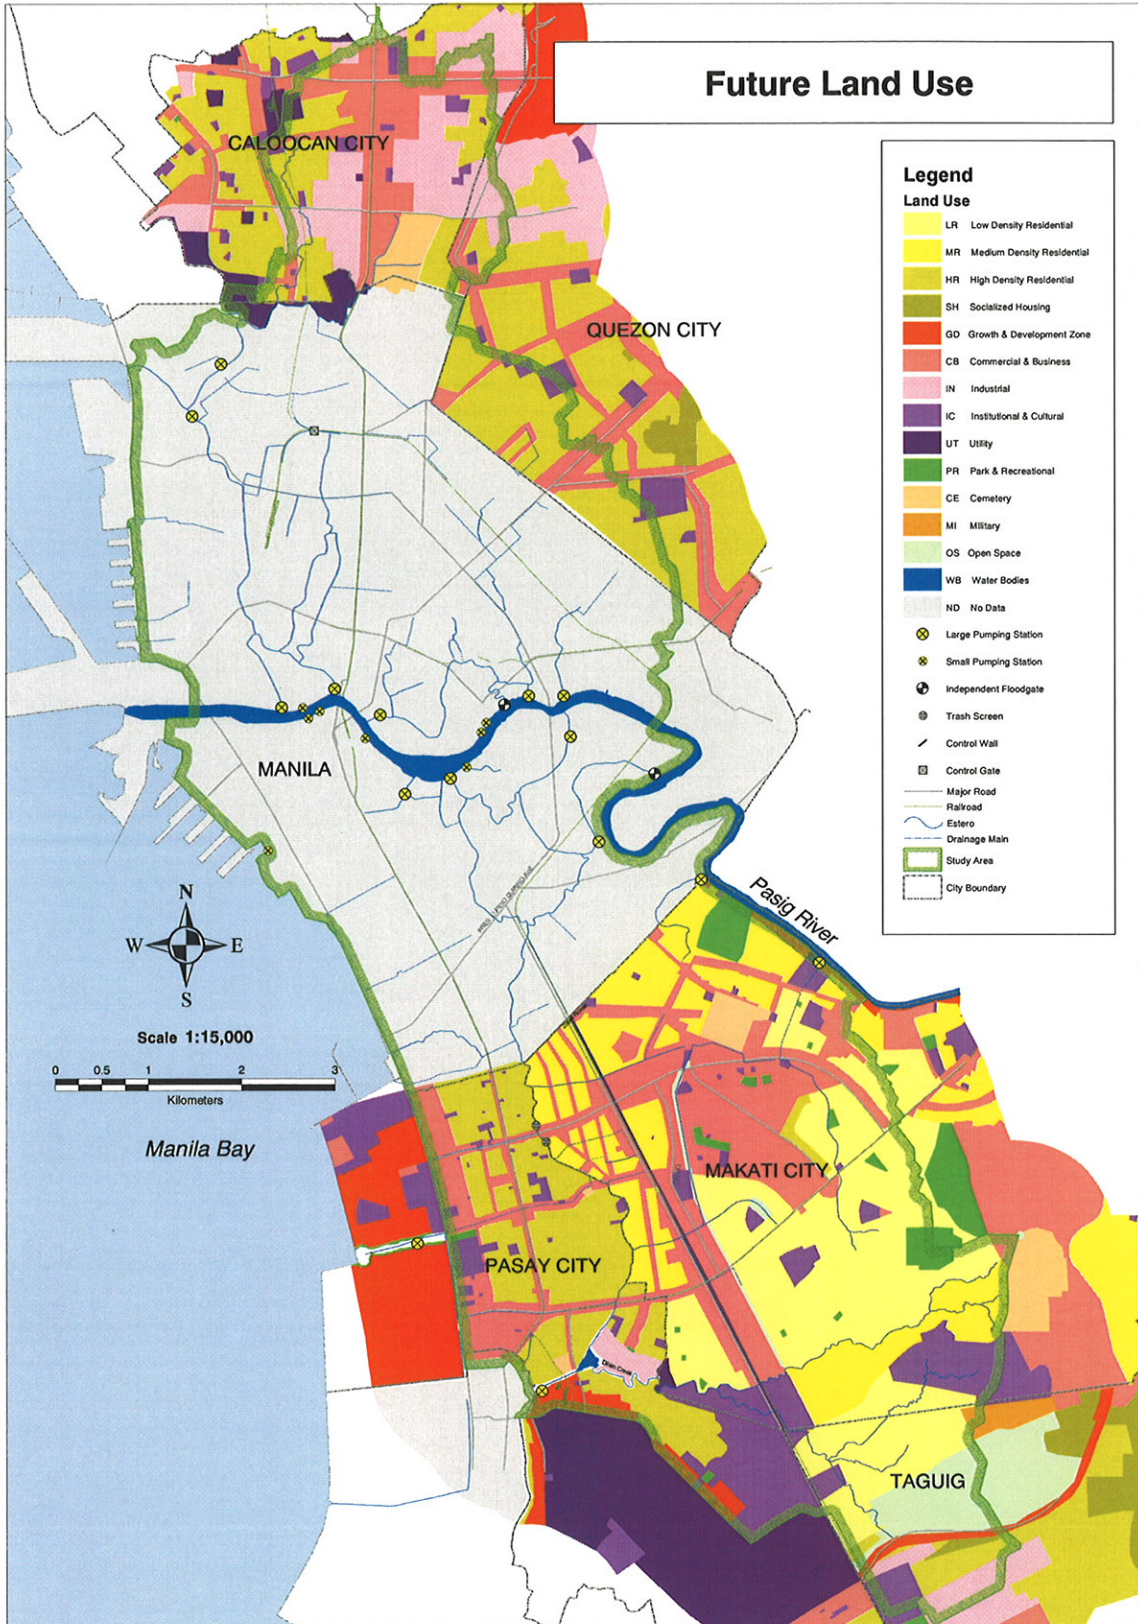 Future Land Use
CALOOCAN CITY
QUEZON CITY
Legend
Land Use
LR Low Density Residential
MR Medium Density Residential
HR High Density Residential
SH Socialized Housing
GD Growth & Development Zone
CB Commercial & Business
IN Industrial
IC Institutional & Cultural
UT Utility
PR Park & Recreational
CE Cemetery
MI Military
OS Open Space
WB Water Bodies
ND No Data
Large Pumping Station
Small Pumping Station
Independent Floodgate
Trash Screen
Control Wall
Control Gate
Major Road
Railroad
Estero
Drainage Main
Study Area
City Boundary
MANILA
Pasig River
N
W E
S
Scale 1:15,000
0 0.5 1 2 3
Kilometers
Manila Bay
MAKATI CITY
PASAY CITY
TAGUIG